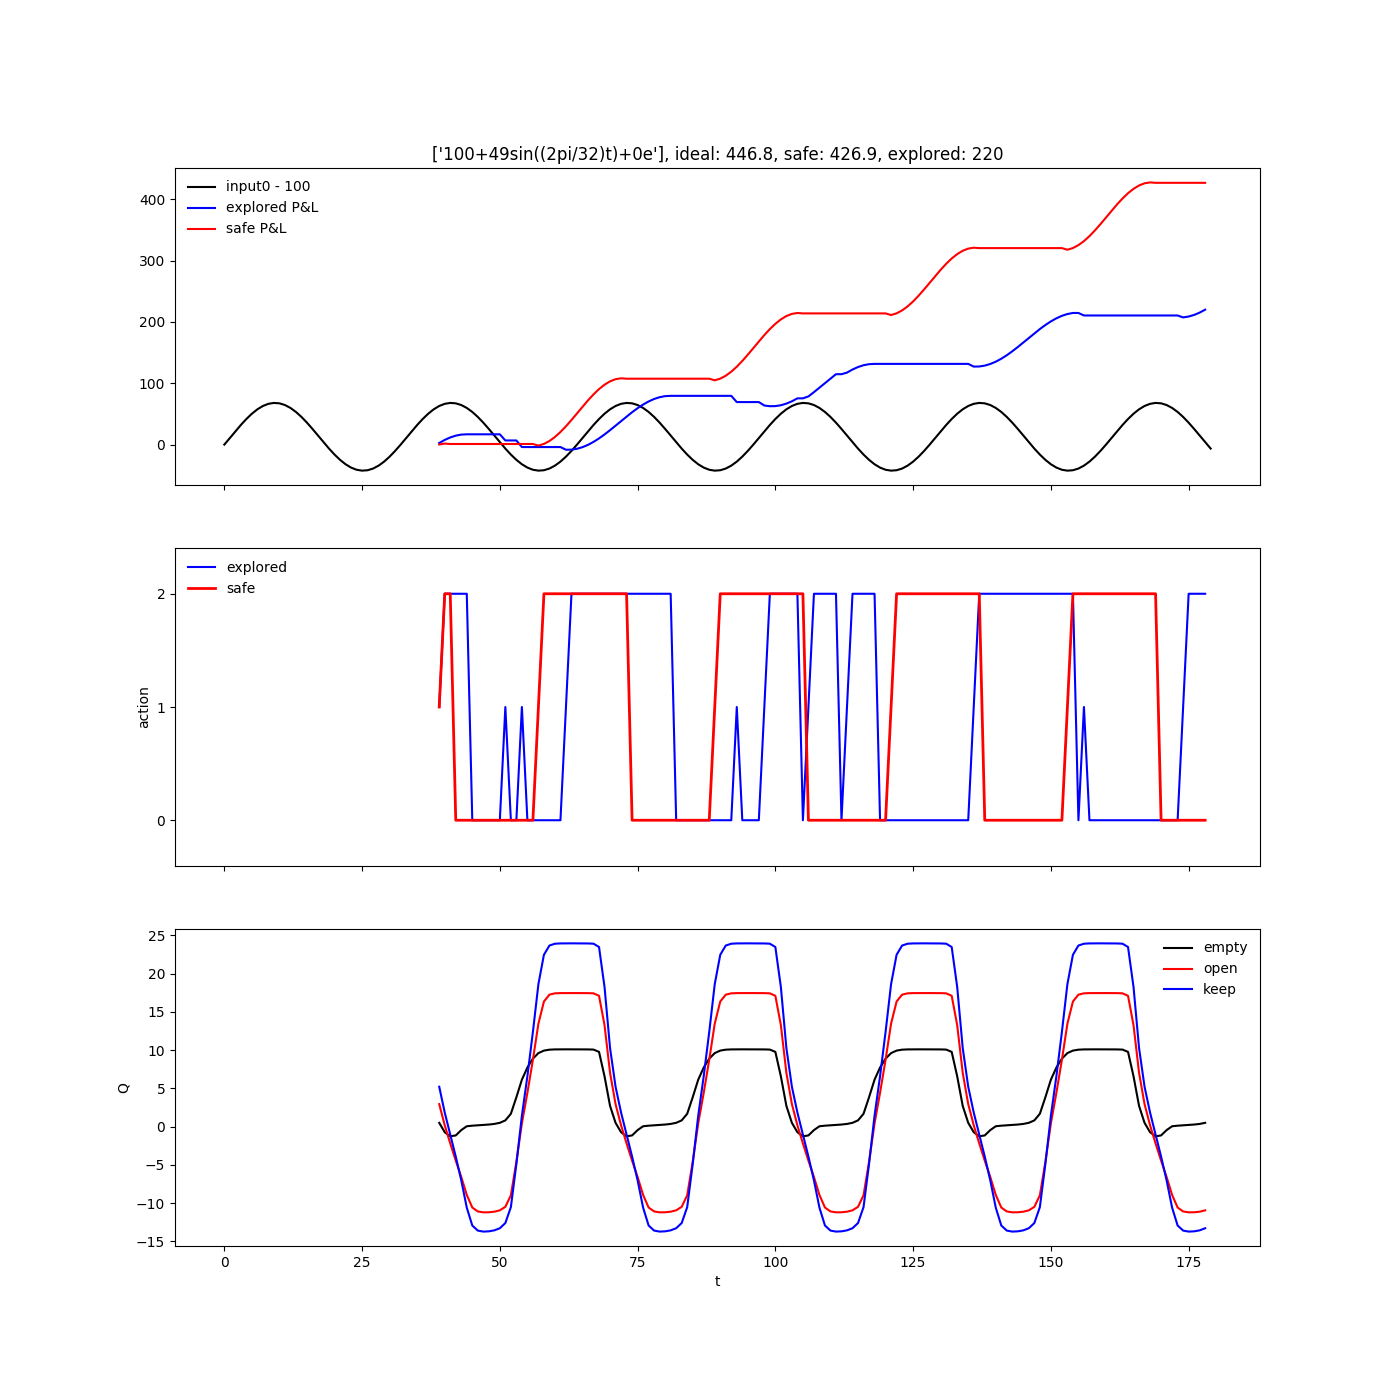 ['100+49sin((2pi/32)t)+0e'], ideal: 446.8, safe: 426.9, explored: 220
input0 - 100
explored P&L
safe P&L
400
300
200
100
0
explored
safe
2
1
0
action
empty
open
keep
25
20
15
10
5
0
−5
−10
−15
Q
0 25 50 75 100 125 150 175
t